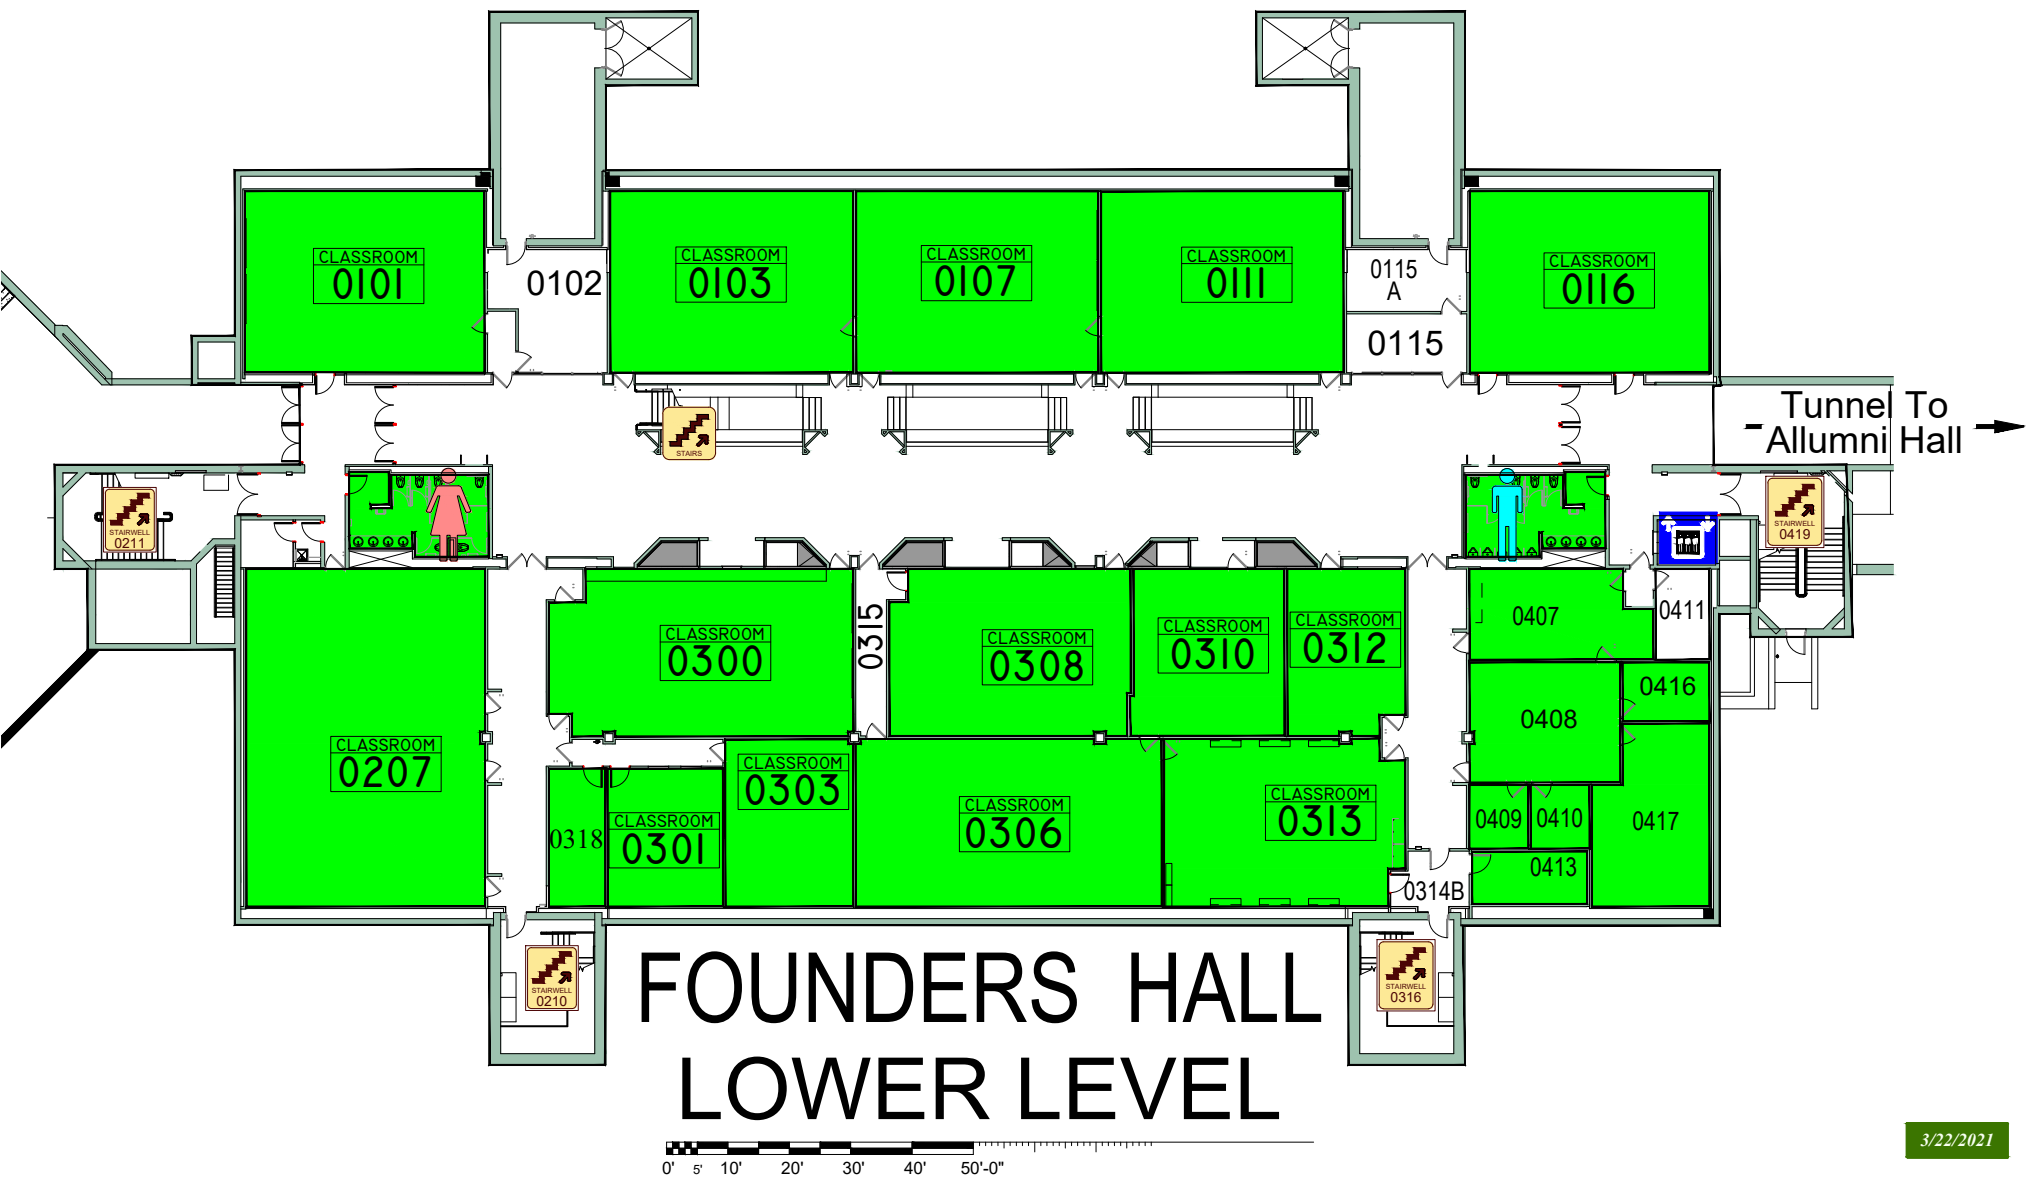 CLASSROOM
0101
0102
CLASSROOM
0103
CLASSROOM
0107
CLASSROOM
0111
0115
A
0115
CLASSROOM
0116
Tunnel To
Allumni Hall
STAIRS
STAIRWELL
0211
STAIRWELL
0419
CLASSROOM
0207
CLASSROOM
0300
0315
CLASSROOM
0308
CLASSROOM
0310
CLASSROOM
0312
0407
0411
0408
0416
0318
CLASSROOM
0301
CLASSROOM
0303
CLASSROOM
0306
CLASSROOM
0313
0409
0410
0417
0413
0314B
STAIRWELL
0210
STAIRWELL
0316
FOUNDERS HALL
LOWER LEVEL
0' 5' 10' 20' 30' 40' 50'-0"
3/22/2021